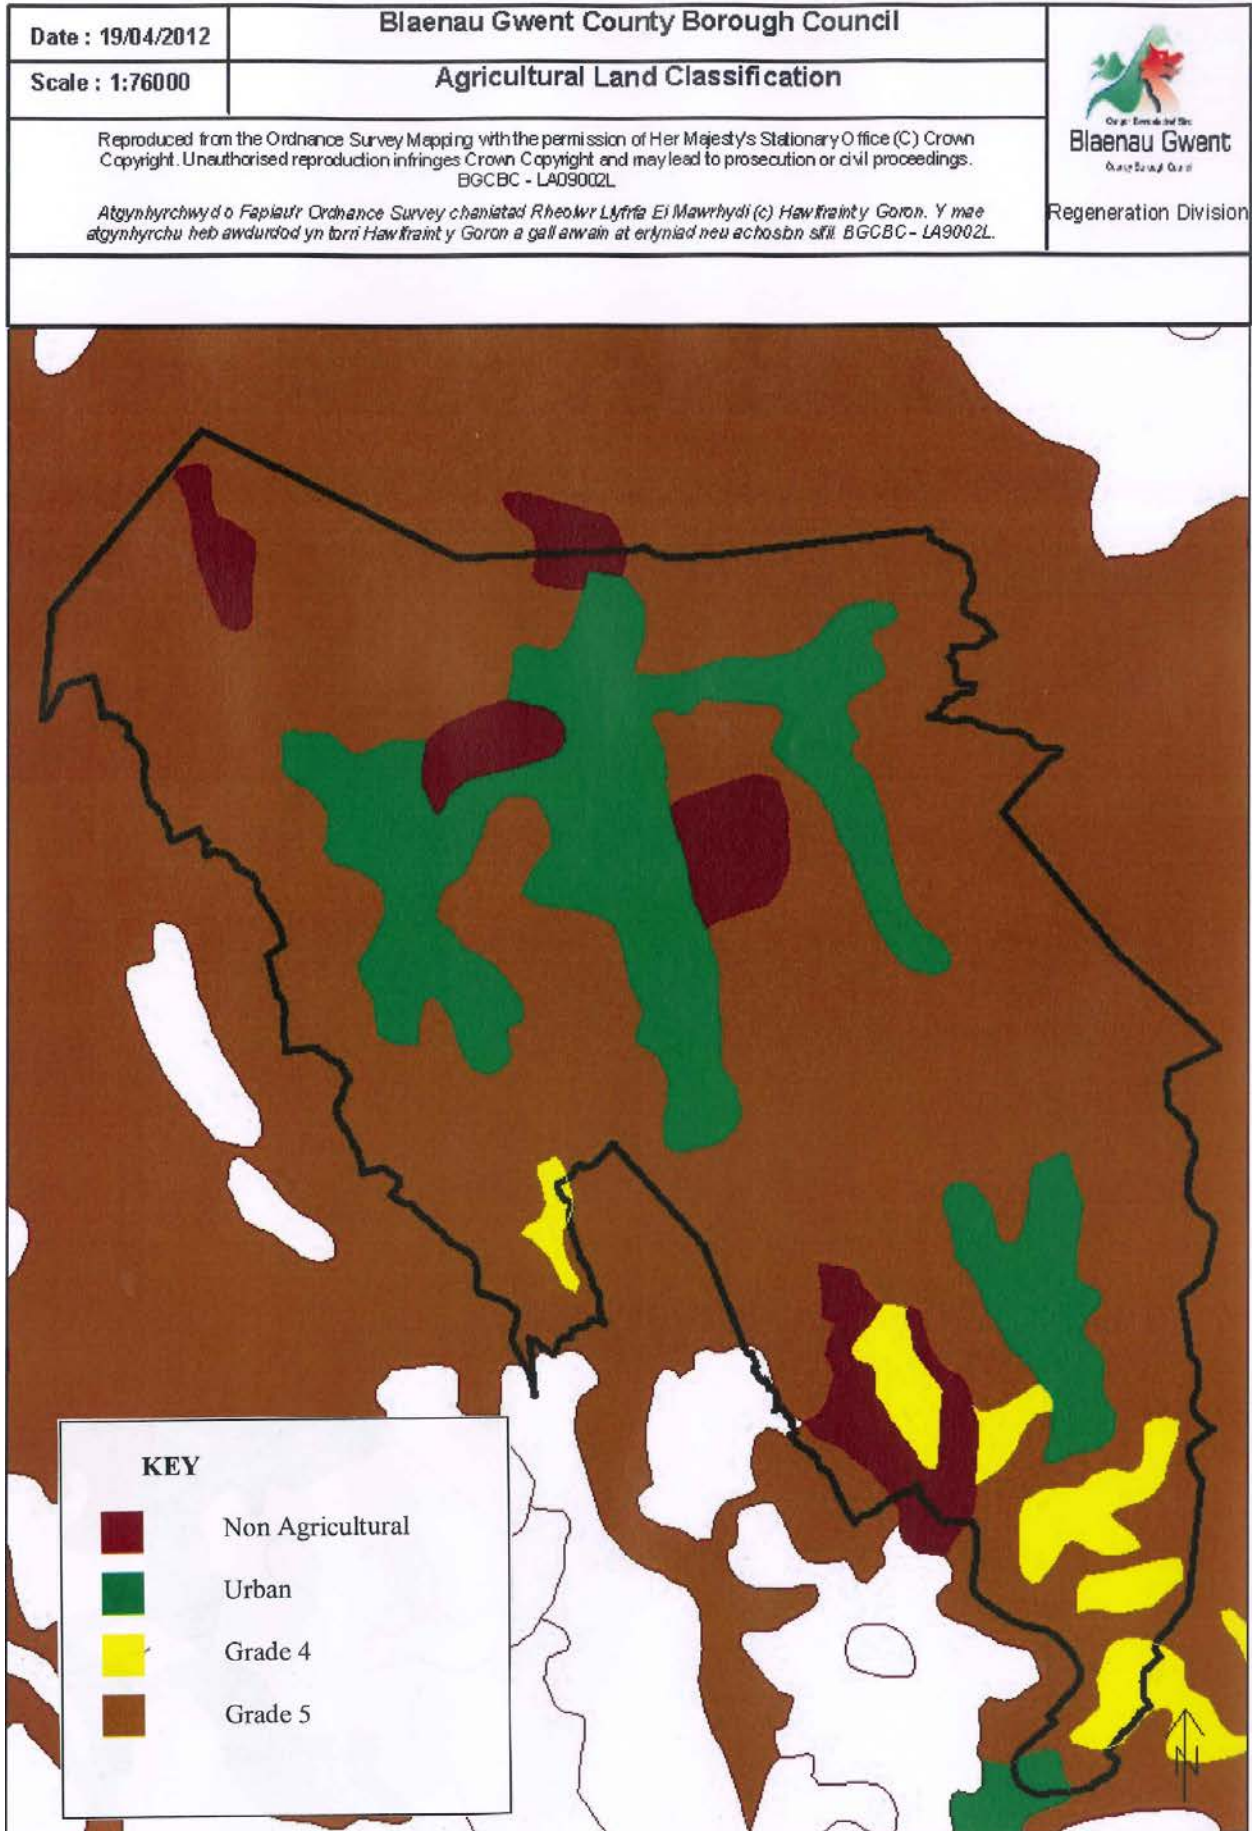 Date : 19/04/2012
Blaenau Gwent County Borough Council
Scale : 1:76000
Agricultural Land Classification
Reproduced from the Ordnance Survey Mapping with the permission of Her Majesty's Stationary Office (C) Crown
Copyright. Unauthorised reproduction infringes Crown Copyright and may lead to prosecution or civil proceedings.
BGCBC - LA09002L
Atgynhyrchwyd o Fapiau'r Ordnance Survey chaniatad Rheolwr Llyfrfa Ei Mawrhydi (c) Hawlfraint y Goron. Y mae
atgynhyrchu heb awdurdod yn torri Hawlfraint y Goron a gall arwain at erlyniad neu achosion sifil. BGCBC - LA9002L.
Blaenau Gwent
County Borough Council
Regeneration Division
KEY
Non Agricultural
Urban
Grade 4
Grade 5
N